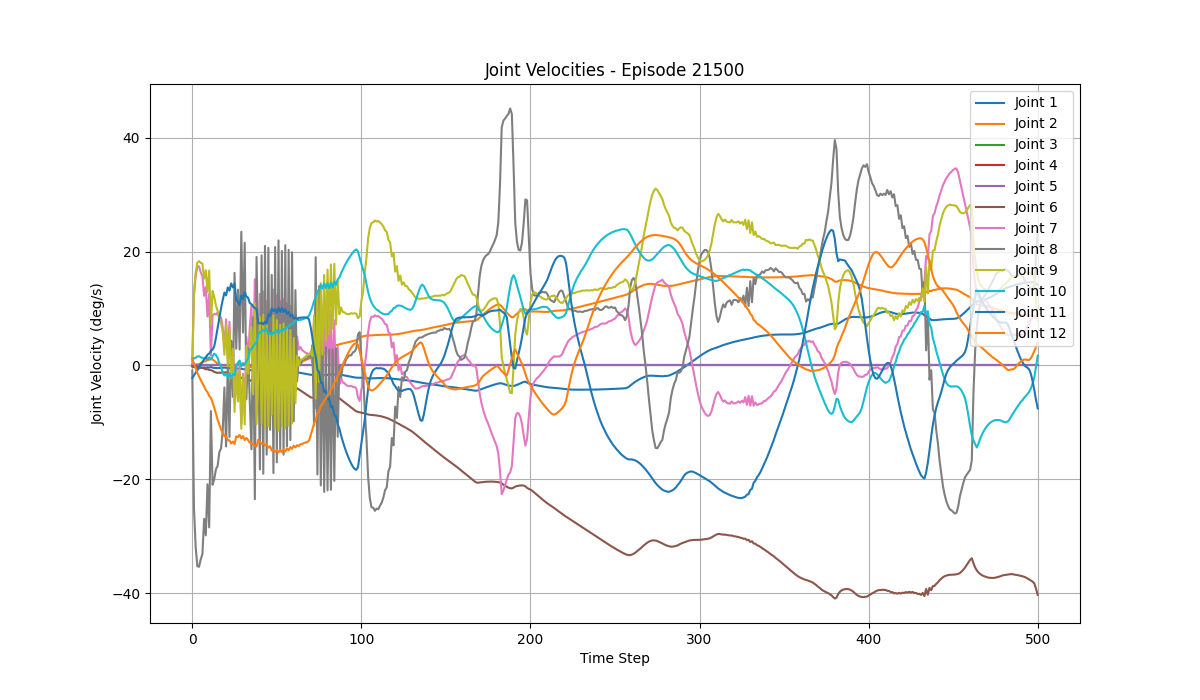 Joint Velocities - Episode 21500
Joint Velocity (deg/s)
40
20
0
−20
−40
0
100
200
300
400
500
Time Step
Joint 1
Joint 2
Joint 3
Joint 4
Joint 5
Joint 6
Joint 7
Joint 8
Joint 9
Joint 10
Joint 11
Joint 12